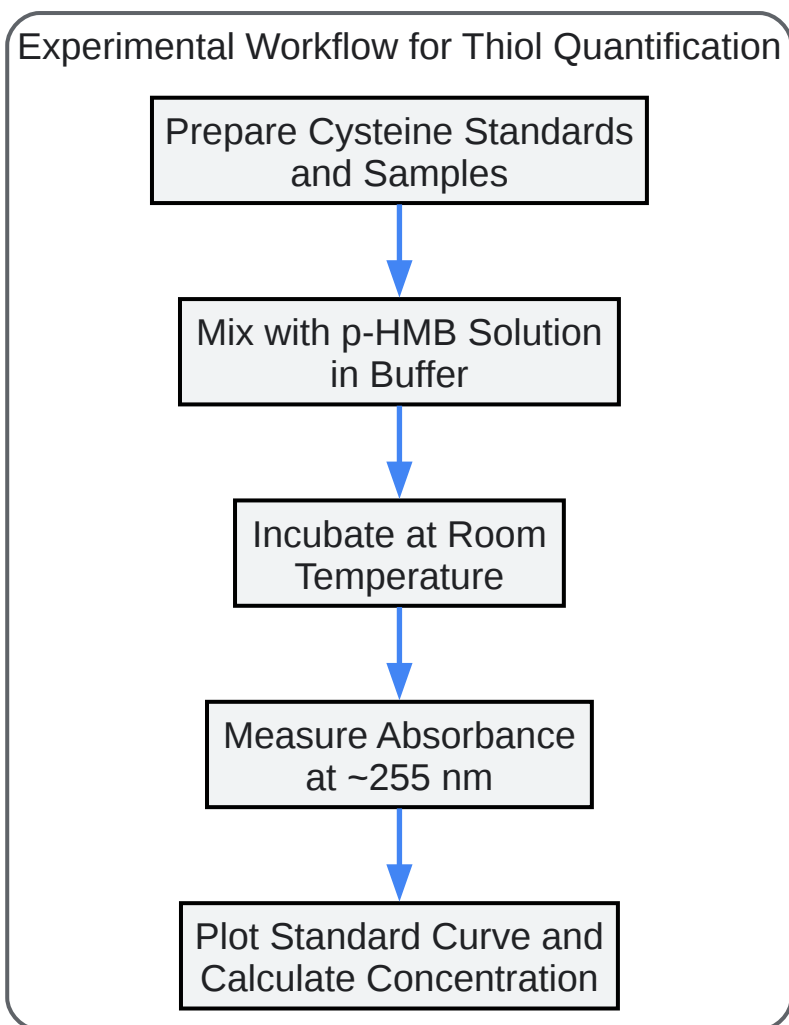 Experimental Workflow for Thiol Quantification
Prepare Cysteine Standards
and Samples
Mix with p-HMB Solution
in Buffer
Incubate at Room
Temperature
Measure Absorbance
at ~255 nm
Plot Standard Curve and
Calculate Concentration